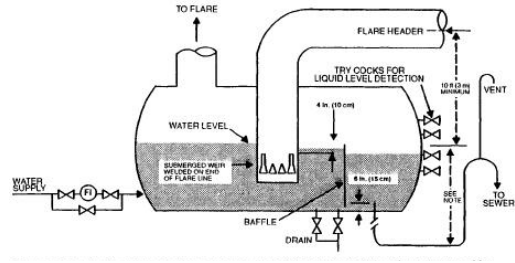 TO FLARE
FLARE HEADER
TRY COCKS FOR
LIQUID LEVEL DETECTION
10 ft (3 m)
MINIMUM
VENT
4 in. (10 cm)
WATER LEVEL
SUBMERGED WEIR
WELDED ON END
OF FLARE LINE
WATER
SUPPLY
FI
6 in. (15 cm)
SEE
NOTE
TO
SEWER
BAFFLE
DRAIN